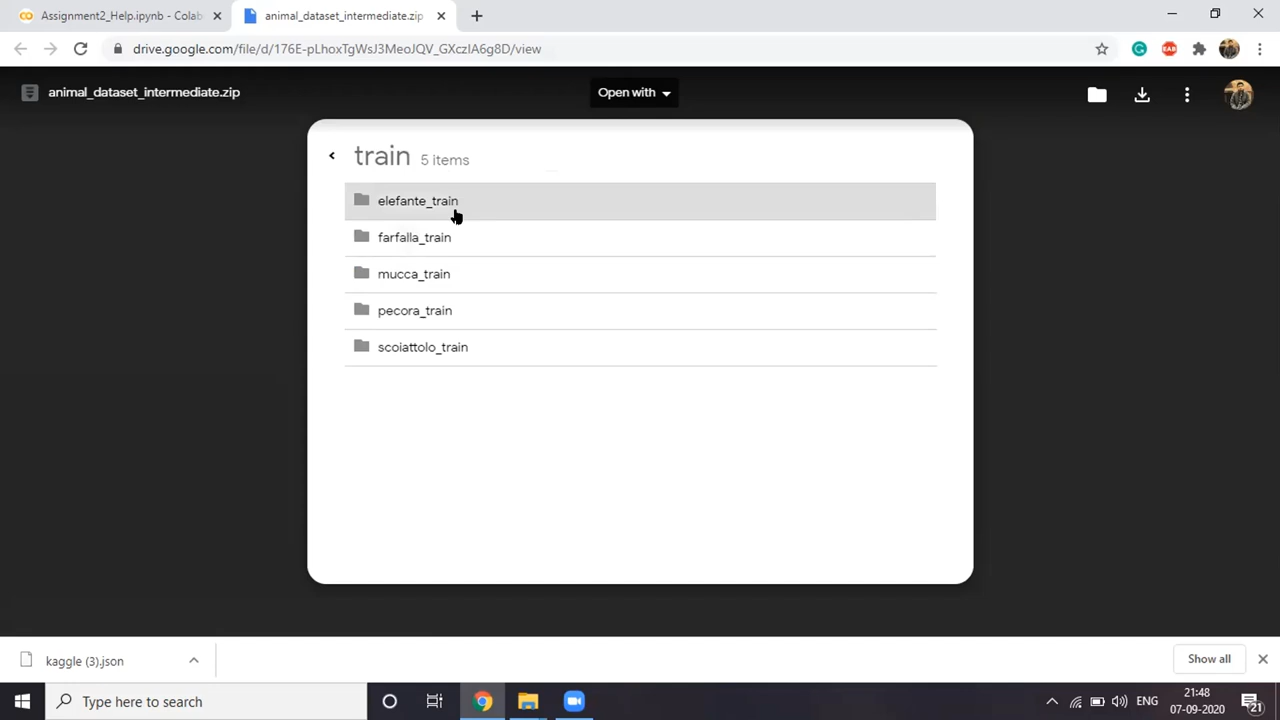 Assignment2_Help.ipynb - Colab
animal_dataset_intermediate.zip
drive.google.com/file/d/176E-pLhoxTgWsJ3MeoJQV_GXczIA6g8D/view
animal_dataset_intermediate.zip
Open with
train 5 items
elefante_train
farfalla_train
mucca_train
pecora_train
scoiattolo_train
kaggle (3).json
Show all
Type here to search
ENG
21:48
07-09-2020
21